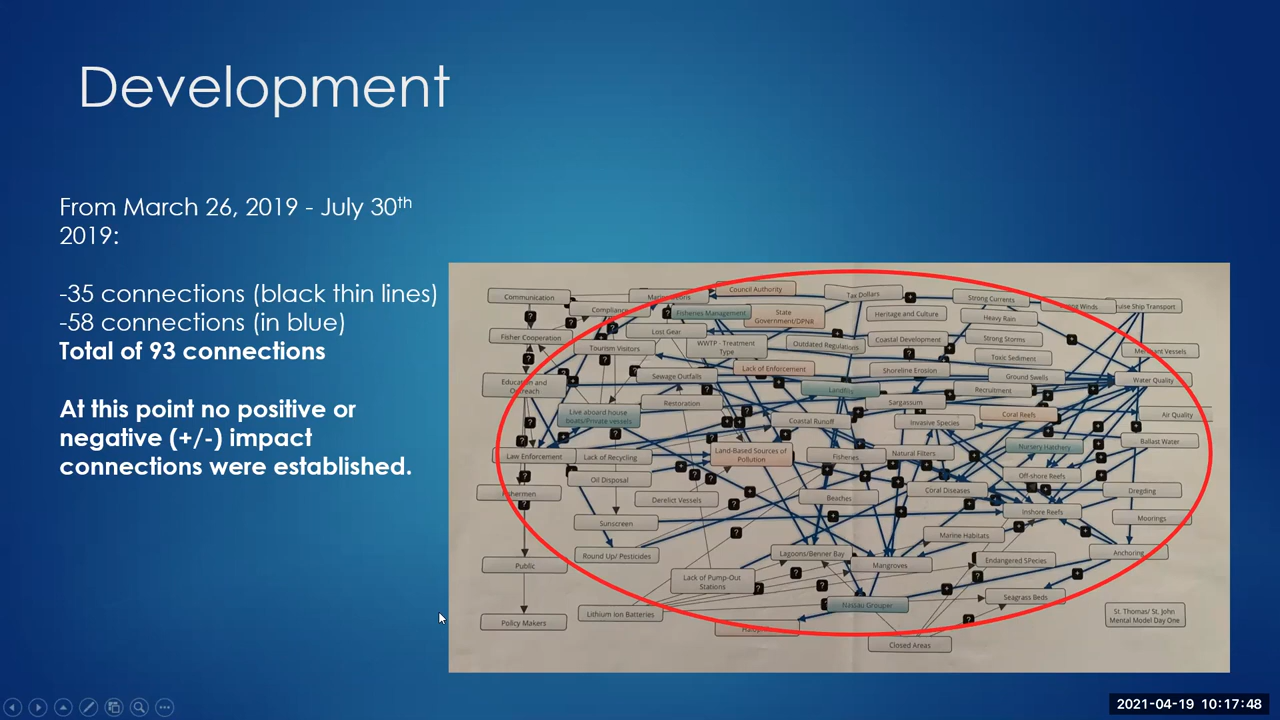 Development
From March 26, 2019 - July 30th
2019:
-35 connections (black thin lines)
-58 connections (in blue)
Total of 93 connections
At this point no positive or
negative (+/-) impact
connections were established.
Communication
Council Authority
Tax Dollars
Strong Currents
Cruise Ship Transport
Compliance
Fisheries Management
State
Government/DPNR
Heritage and Culture
Heavy Rain
Fisher Cooperation
Lost Gear
Tourism Visitors
WWTP - Treatment
Type
Outdated Regulations
Coastal Development
Strong Storms
Merchant Vessels
Toxic Sediment
Sewage Outfalls
Lack of Enforcement
Shoreline Erosion
Ground Swells
Water Quality
Education and
Outreach
Landfills
Recruitment
Restoration
Sargassum
Live aboard house
boats/Private vessels
Coastal Runoff
Invasive Species
Coral Reefs
Air Quality
Law Enforcement
Lack of Recycling
Land-Based Sources of
Pollution
Fisheries
Natural Filters
Nursery Hatchery
Ballast Water
Oil Disposal
Off-shore Reefs
Fishermen
Derelict Vessels
Beaches
Coral Diseases
Dregding
Sunscreen
Inshore Reefs
Moorings
Round Up/ Pesticides
Lagoons/Benner Bay
Marine Habitats
Anchoring
Public
Mangroves
Endangered SPecies
Lack of Pump-Out
Stations
Seagrass Beds
Nassau Grouper
Lithium Ion Batteries
St. Thomas/ St. John
Mental Model Day One
Policy Makers
Closed Areas
2021-04-19 10:17:48